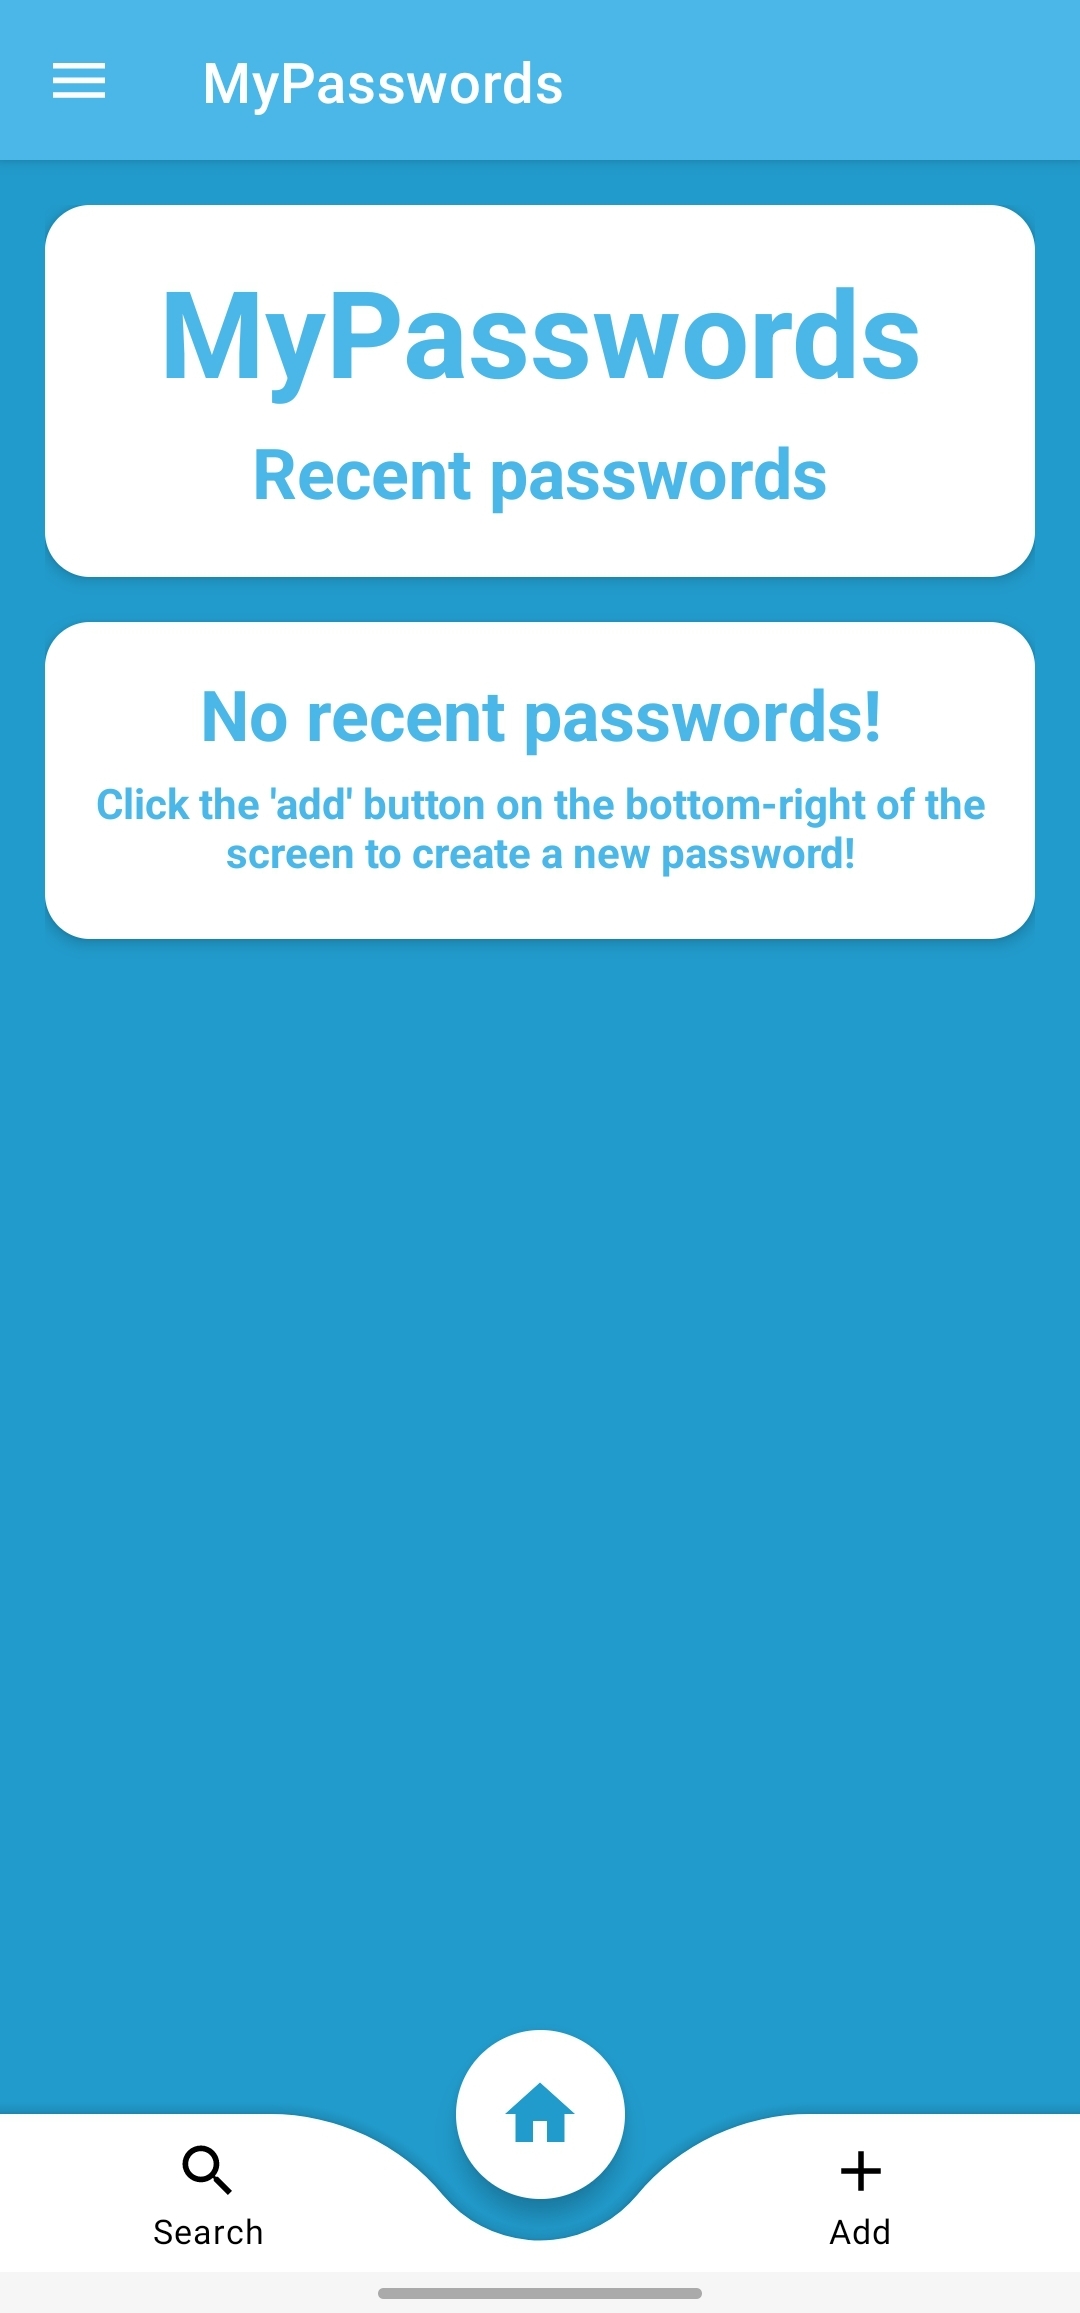 MyPasswords
MyPasswords
Recent passwords
No recent passwords!
Click the 'add' button on the bottom-right of the
screen to create a new password!
Search
Add